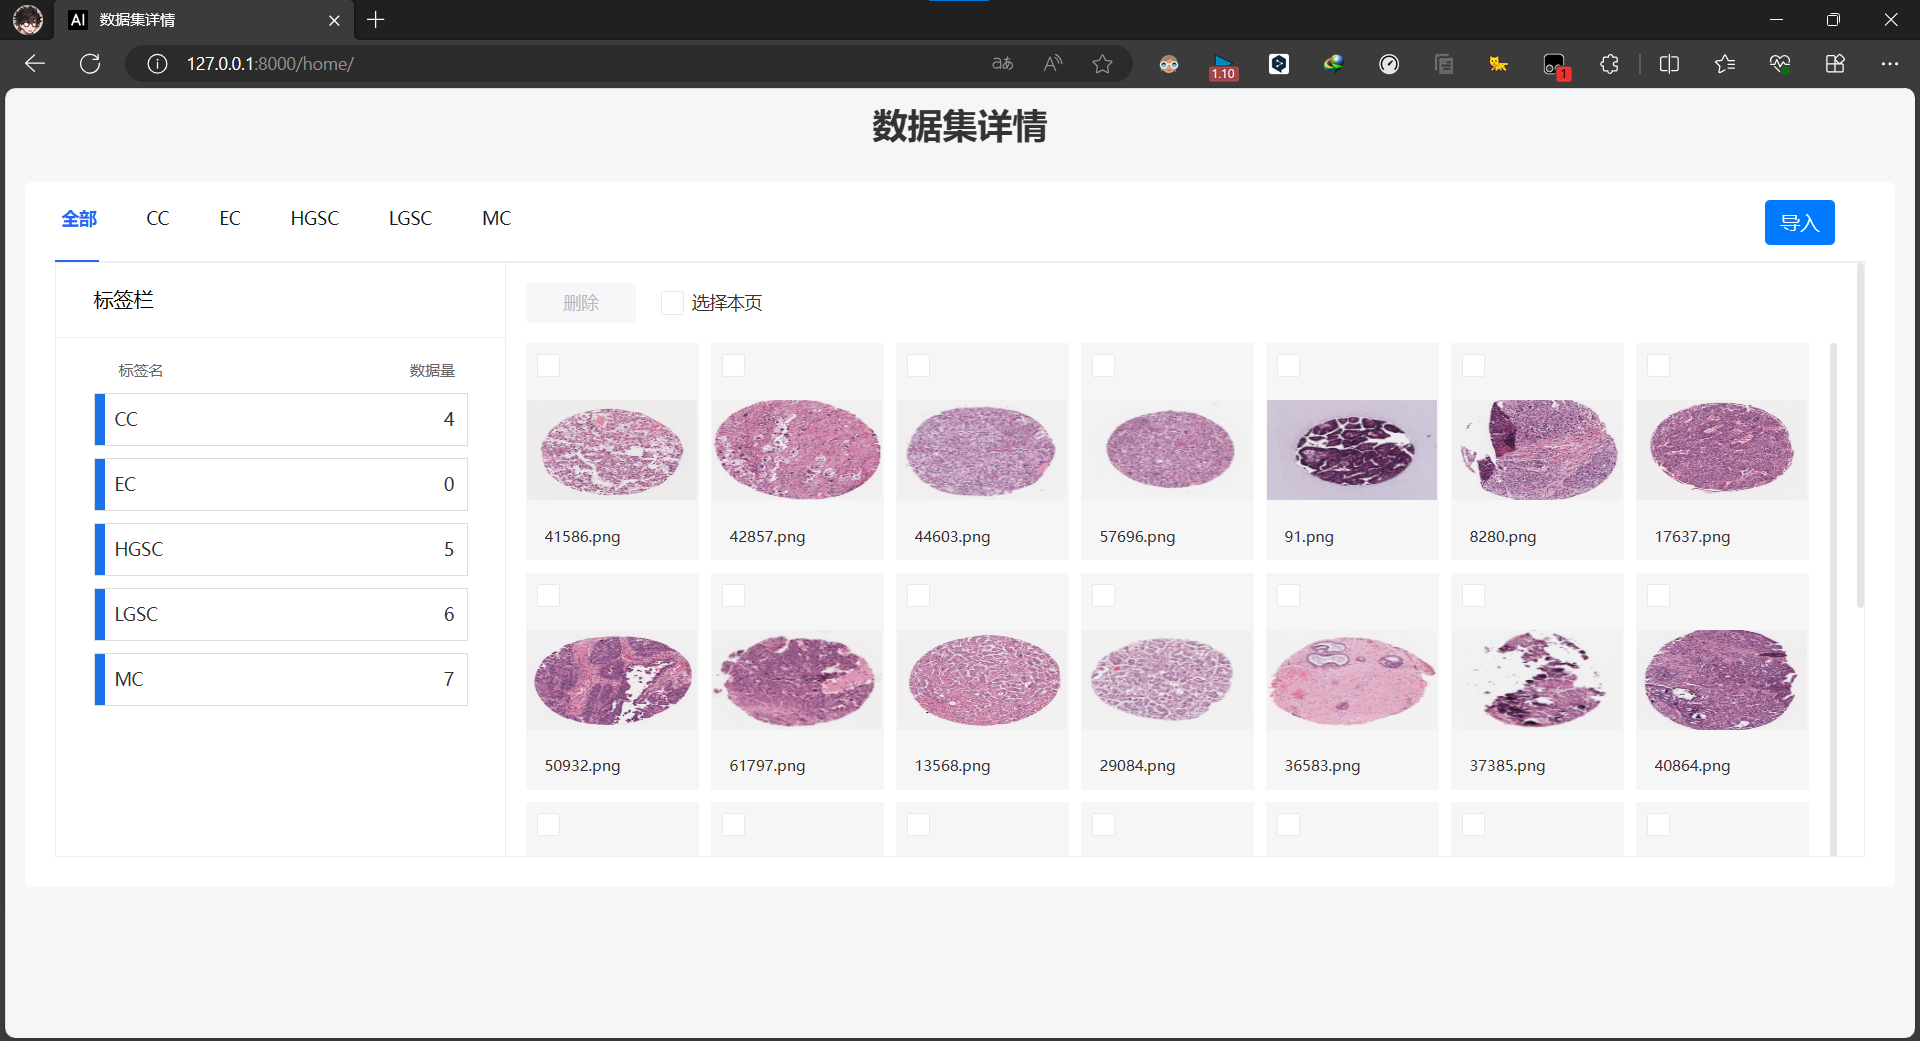 AI 数据集详情
127.0.0.1:8000/home/
aあ
A
1.10
1
数据集详情
全部 CC EC HGSC LGSC MC
导入
标签栏
删除 选择本页
标签名 数据量
CC 4
EC 0
HGSC 5
LGSC 6
MC 7
41586.png 42857.png 44603.png 57696.png 91.png 8280.png 17637.png
50932.png 61797.png 13568.png 29084.png 36583.png 37385.png 40864.png